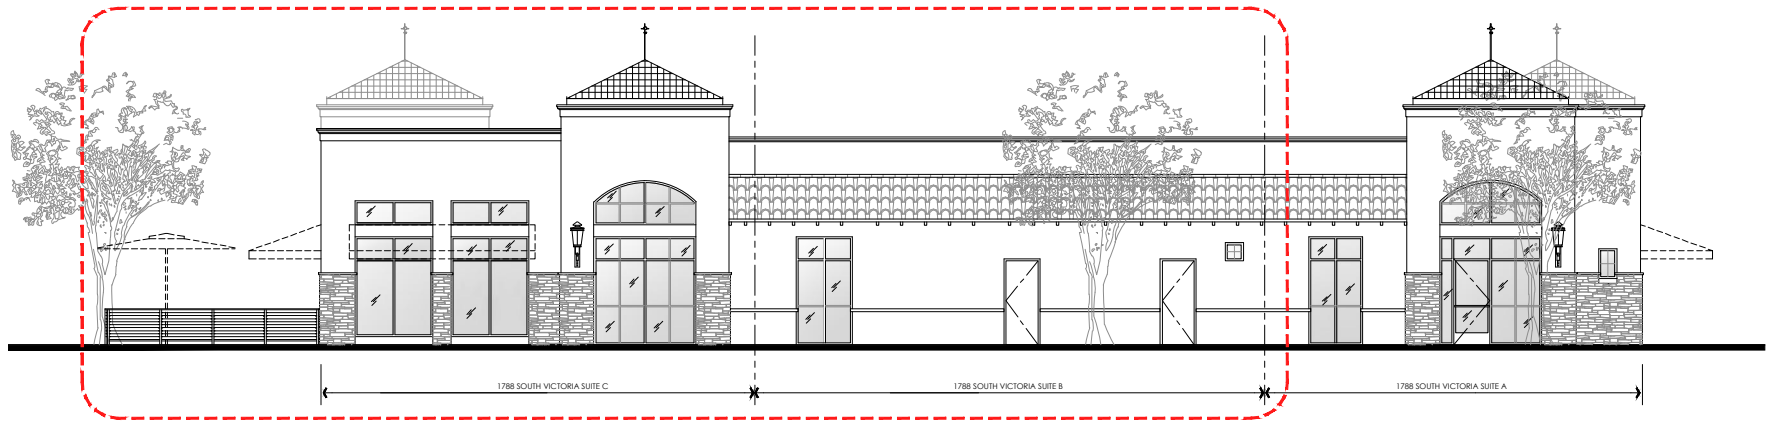 1788 SOUTH VICTORIA SUITE C
1788 SOUTH VICTORIA SUITE B
1788 SOUTH VICTORIA SUITE A